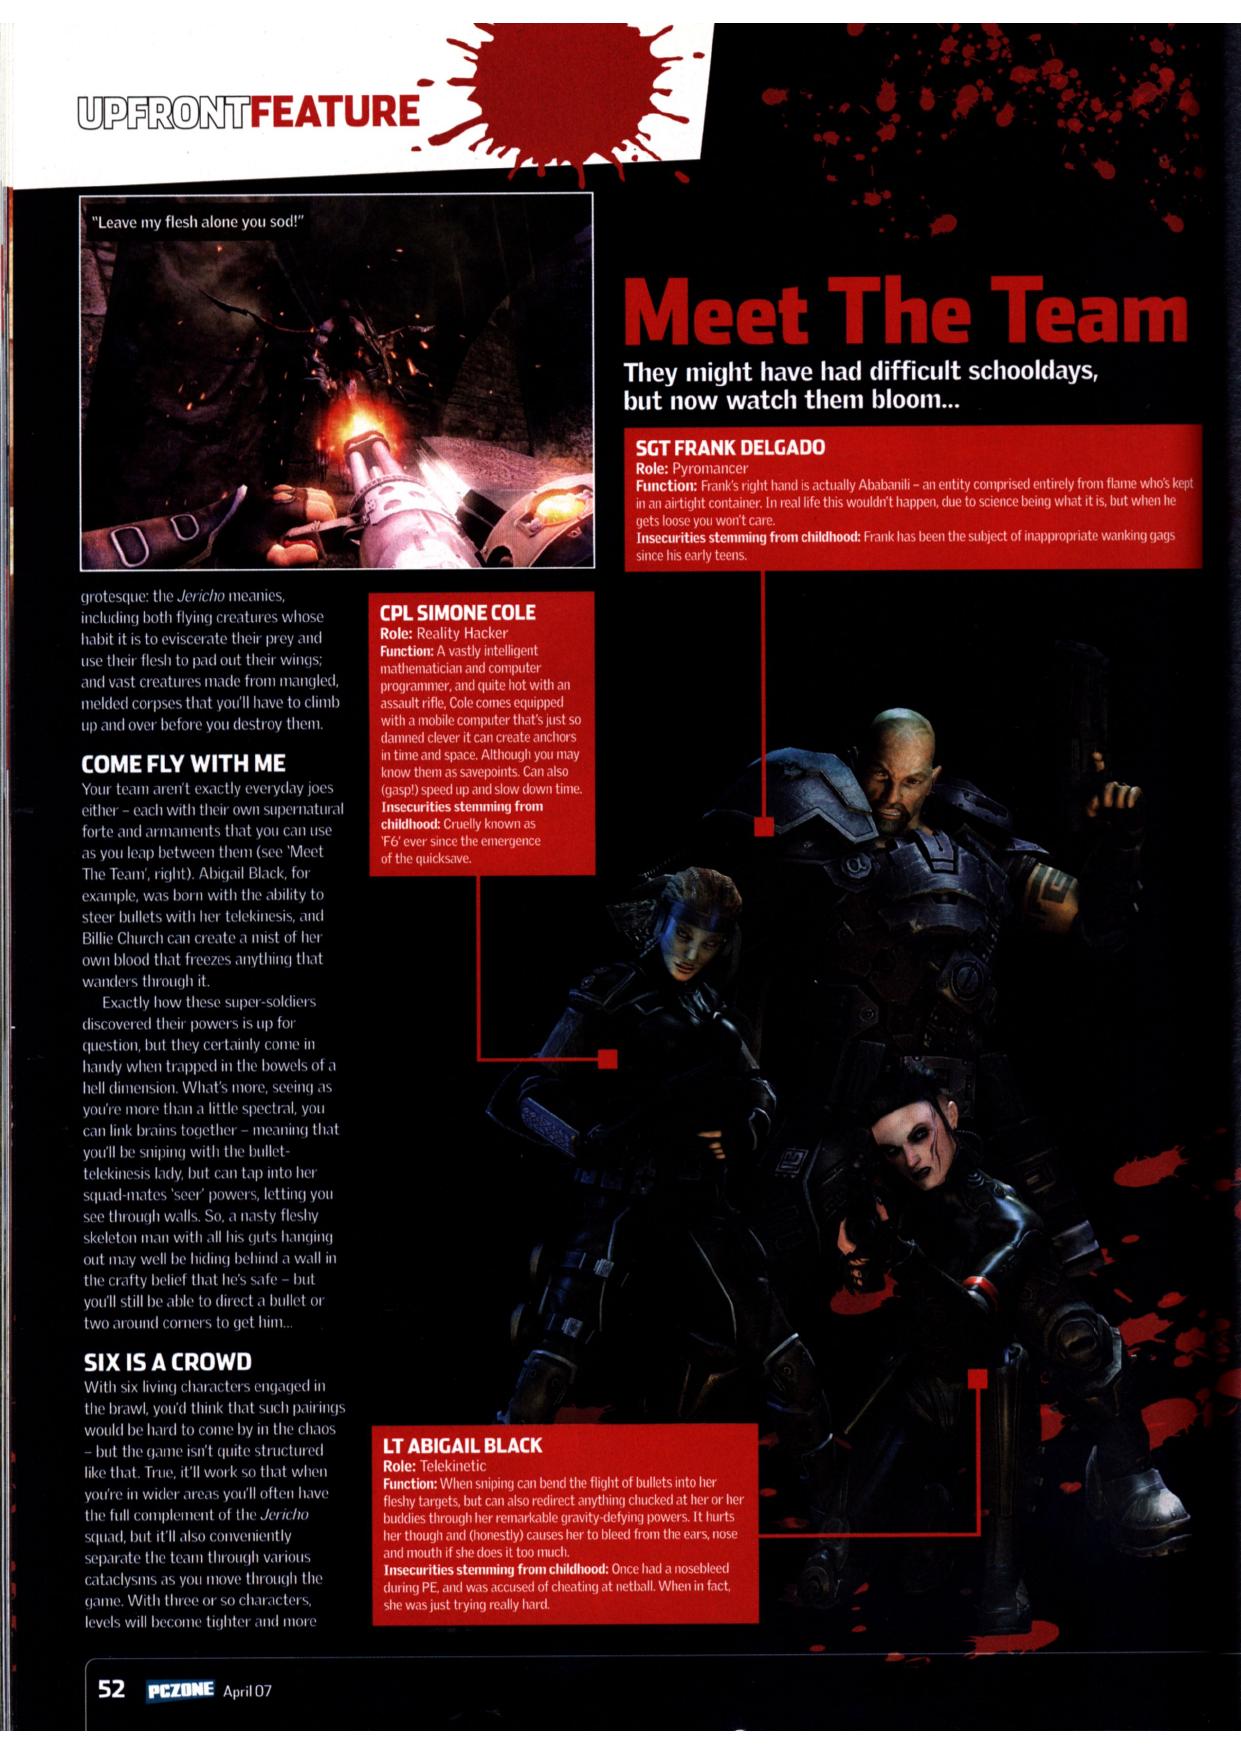 UPFRONTFEATURE
"Leave my flesh alone you sod!"
grotesque: the Jericho meanies,
including both flying creatures whose
habit it is to eviscerate their prey and
use their flesh to pad out their wings;
and vast creatures made from mangled,
melded corpses that you'll have to climb
up and over before you destroy them.
COME FLY WITH ME
Your team aren't exactly everyday joes
either – each with their own supernatural
forte and armaments that you can use
as you leap between them (see 'Meet
The Team', right). Abigail Black, for
example, was born with the ability to
steer bullets with her telekinesis, and
Billie Church can create a mist of her
own blood that freezes anything that
wanders through it.
Exactly how these super-soldiers
discovered their powers is up for
question, but they certainly come in
handy when trapped in the bowels of a
hell dimension. What's more, seeing as
you're more than a little spectral, you
can link brains together – meaning that
you'll be sniping with the bullet-
telekinesis lady, but can tap into her
squad-mates 'seer' powers, letting you
see through walls. So, a nasty fleshy
skeleton man with all his guts hanging
out may well be hiding behind a wall in
the crafty belief that he's safe – but
you'll still be able to direct a bullet or
two around corners to get him...
SIX IS A CROWD
With six living characters engaged in
the brawl, you'd think that such pairings
would be hard to come by in the chaos
– but the game isn't quite structured
like that. True, it'll work so that when
you're in wider areas you'll often have
the full complement of the Jericho
squad, but it'll also conveniently
separate the team through various
cataclysms as you move through the
game. With three or so characters,
levels will become tighter and more
Meet The Team
They might have had difficult schooldays,
but now watch them bloom...
SGT FRANK DELGADO
Role: Pyromancer
Function: Frank's right hand is actually Ababanili – an entity comprised entirely from flame who's kept
in an airtight container. In real life this wouldn't happen, due to science being what it is, but when he
gets loose you won't care.
Insecurities stemming from childhood: Frank has been the subject of inappropriate wanking gags
since his early teens.
CPL SIMONE COLE
Role: Reality Hacker
Function: A vastly intelligent
mathematician and computer
programmer, and quite hot with an
assault rifle, Cole comes equipped
with a mobile computer that's just so
damned clever it can create anchors
in time and space. Although you may
know them as savepoints. Can also
(gasp!) speed up and slow down time.
Insecurities stemming from
childhood: Cruelly known as
'F6' ever since the emergence
of the quicksave.
LT ABIGAIL BLACK
Role: Telekinetic
Function: When sniping can bend the flight of bullets into her
fleshy targets, but can also redirect anything chucked at her or her
buddies through her remarkable gravity-defying powers. It hurts
her though and (honestly) causes her to bleed from the ears, nose
and mouth if she does it too much.
Insecurities stemming from childhood: Once had a nosebleed
during PE, and was accused of cheating at netball. When in fact,
she was just trying really hard.
52 PCZONE April 07